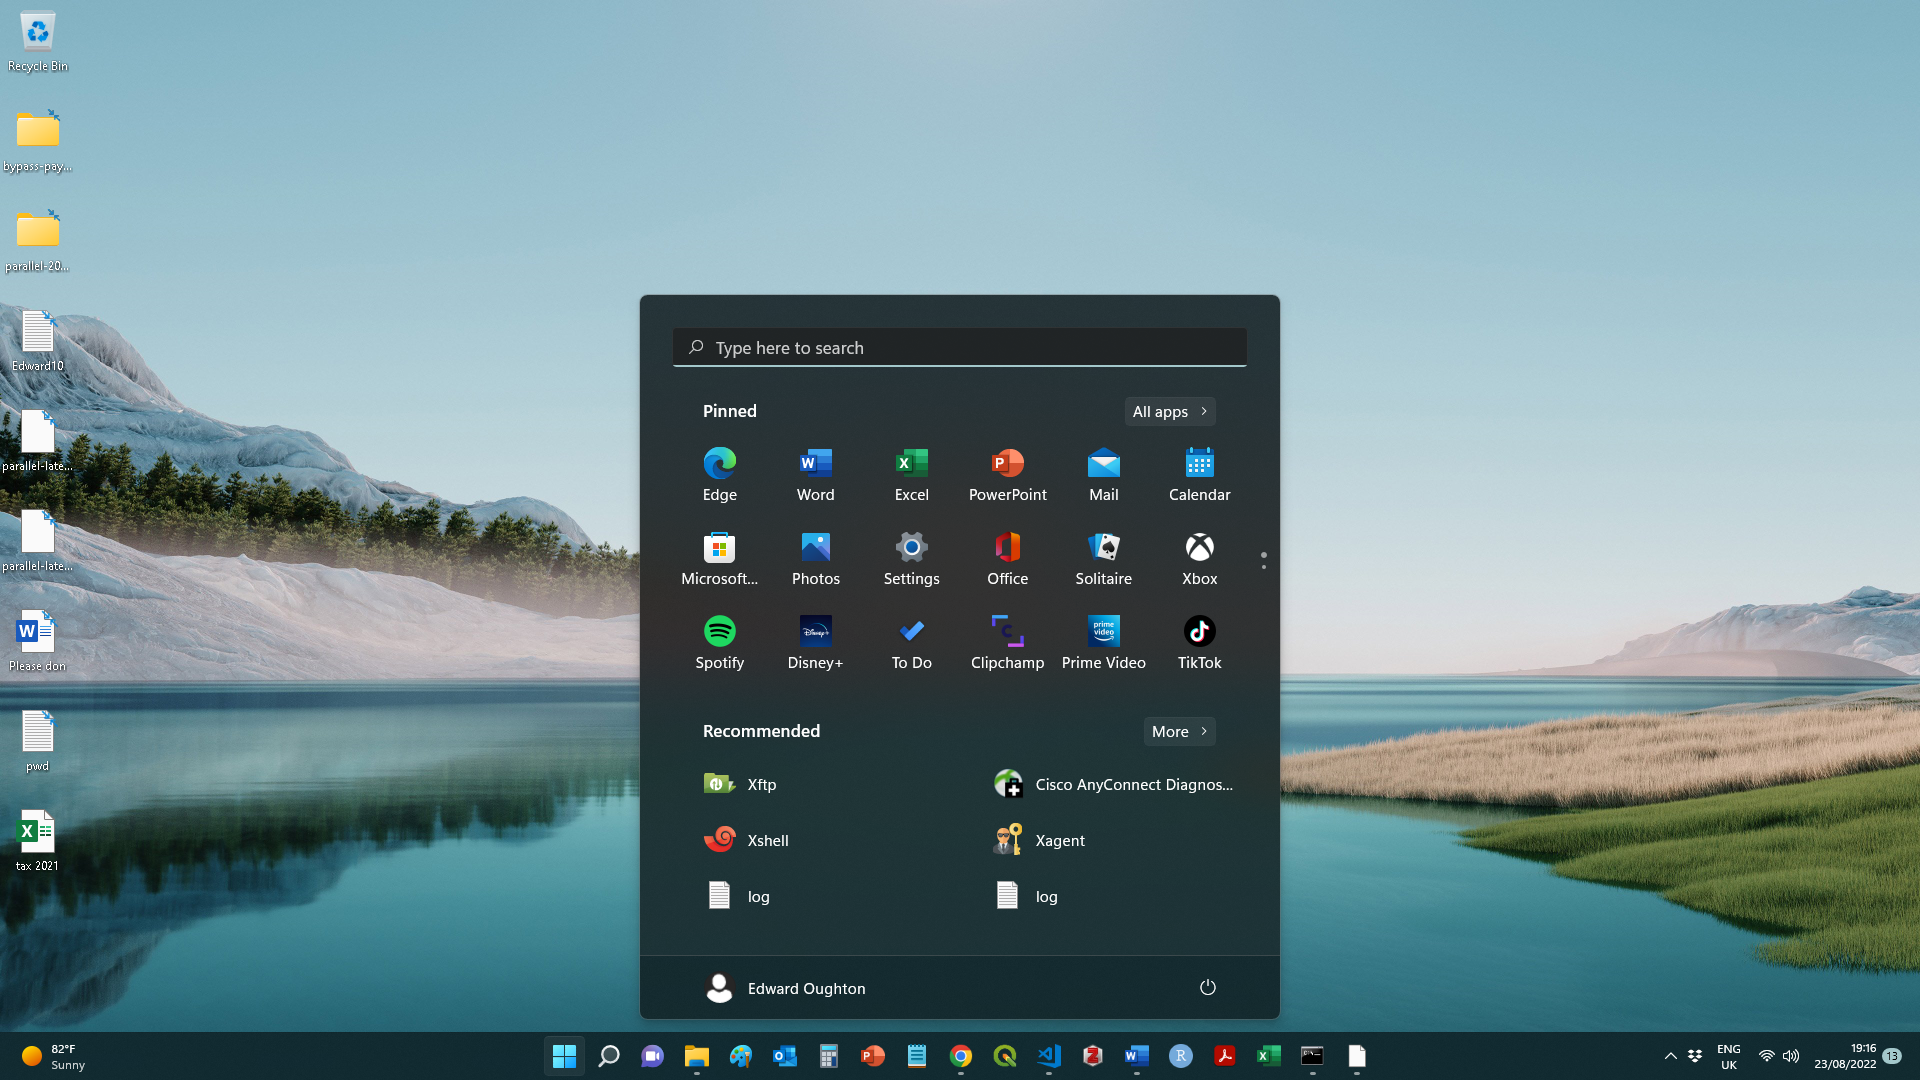 Recycle Bin
bypass-pay...
parallel-20...
Edward10
parallel-late...
parallel-late...
Please don
pwd
tax 2021
Type here to search
Pinned
All apps
Edge
Word
Excel
PowerPoint
Mail
Calendar
Microsoft...
Photos
Settings
Office
Solitaire
Xbox
Spotify
Disney+
To Do
Clipchamp
Prime Video
TikTok
Recommended
More
Xftp
Cisco AnyConnect Diagnos...
Xshell
Xagent
log
log
Edward Oughton
82°F
Sunny
ENG
UK
19:16
23/08/2022
13